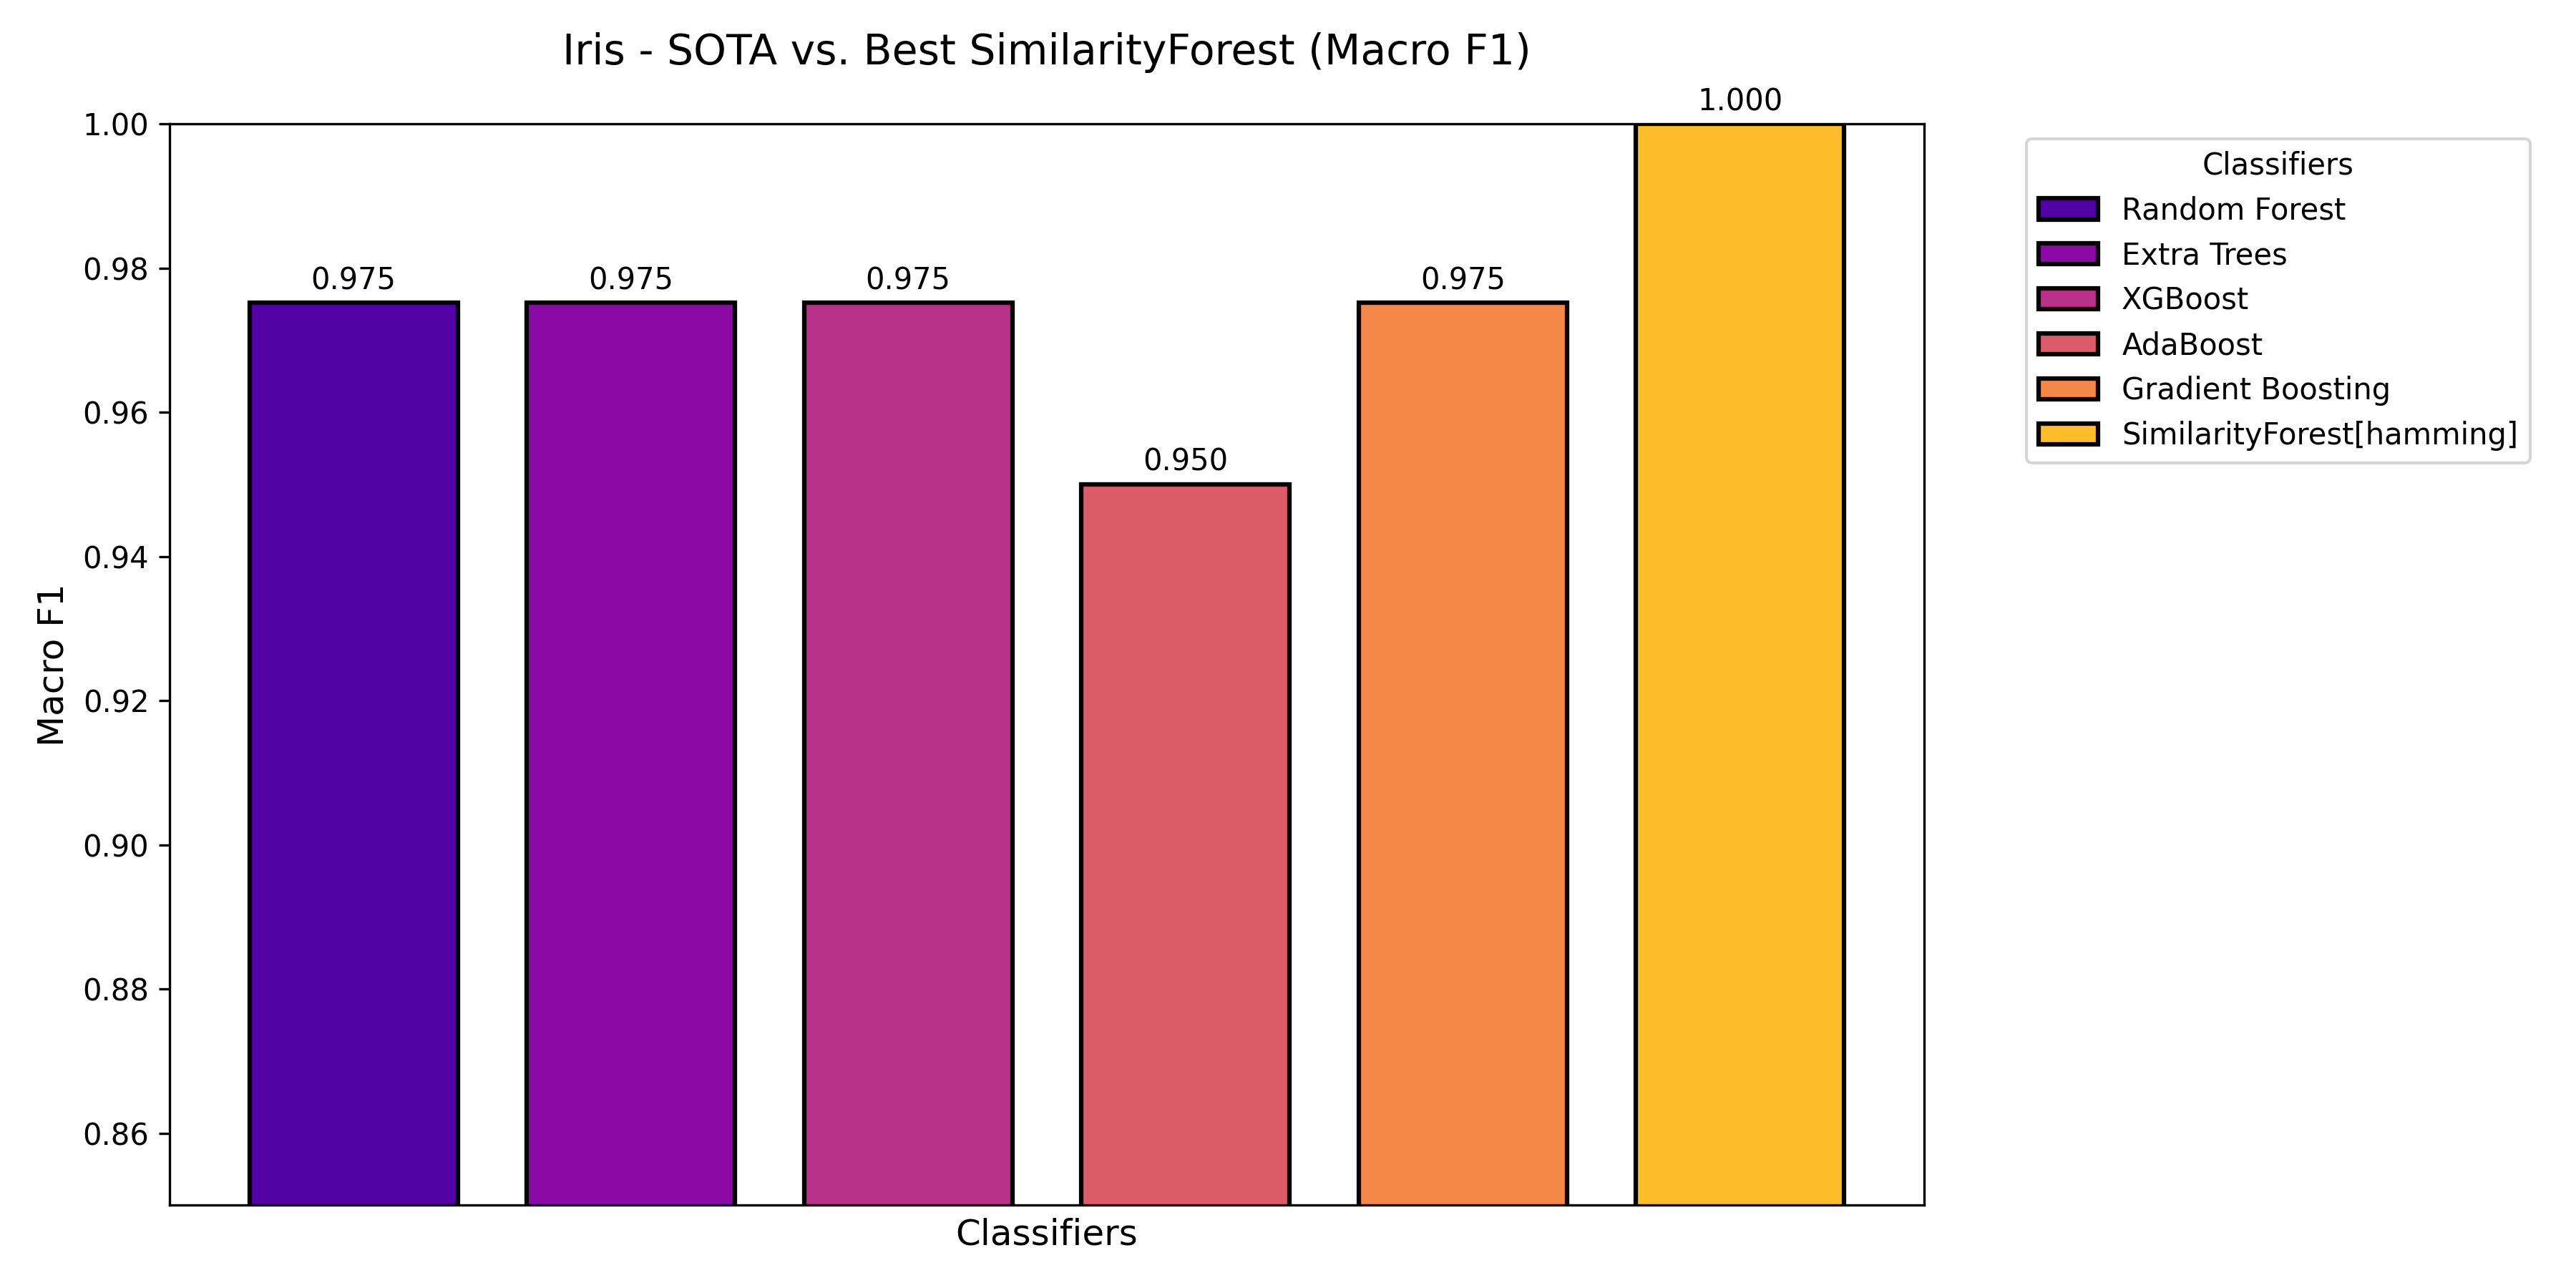 Iris - SOTA vs. Best SimilarityForest (Macro F1)
1.000
1.00
0.98
0.96
0.94
0.92
0.90
0.88
0.86
Macro F1
0.975
0.975
0.975
0.950
0.975
Classifiers
Classifiers
Random Forest
Extra Trees
XGBoost
AdaBoost
Gradient Boosting
SimilarityForest[hamming]